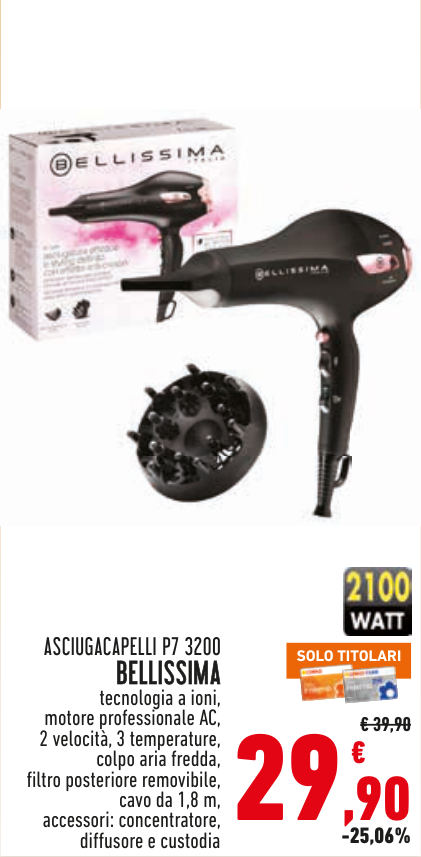 BELLISSIMA
ITALIA
BELLISSIMA
2100
WATT
ASCIUGACAPELLI P7 3200
BELLISSIMA
tecnologia a ioni,
motore professionale AC,
2 velocità, 3 temperature,
colpo aria fredda,
filtro posteriore removibile,
cavo da 1,8 m,
accessori: concentratore,
diffusore e custodia
SOLO TITOLARI
€ 39,90
29,90 €
-25,06%